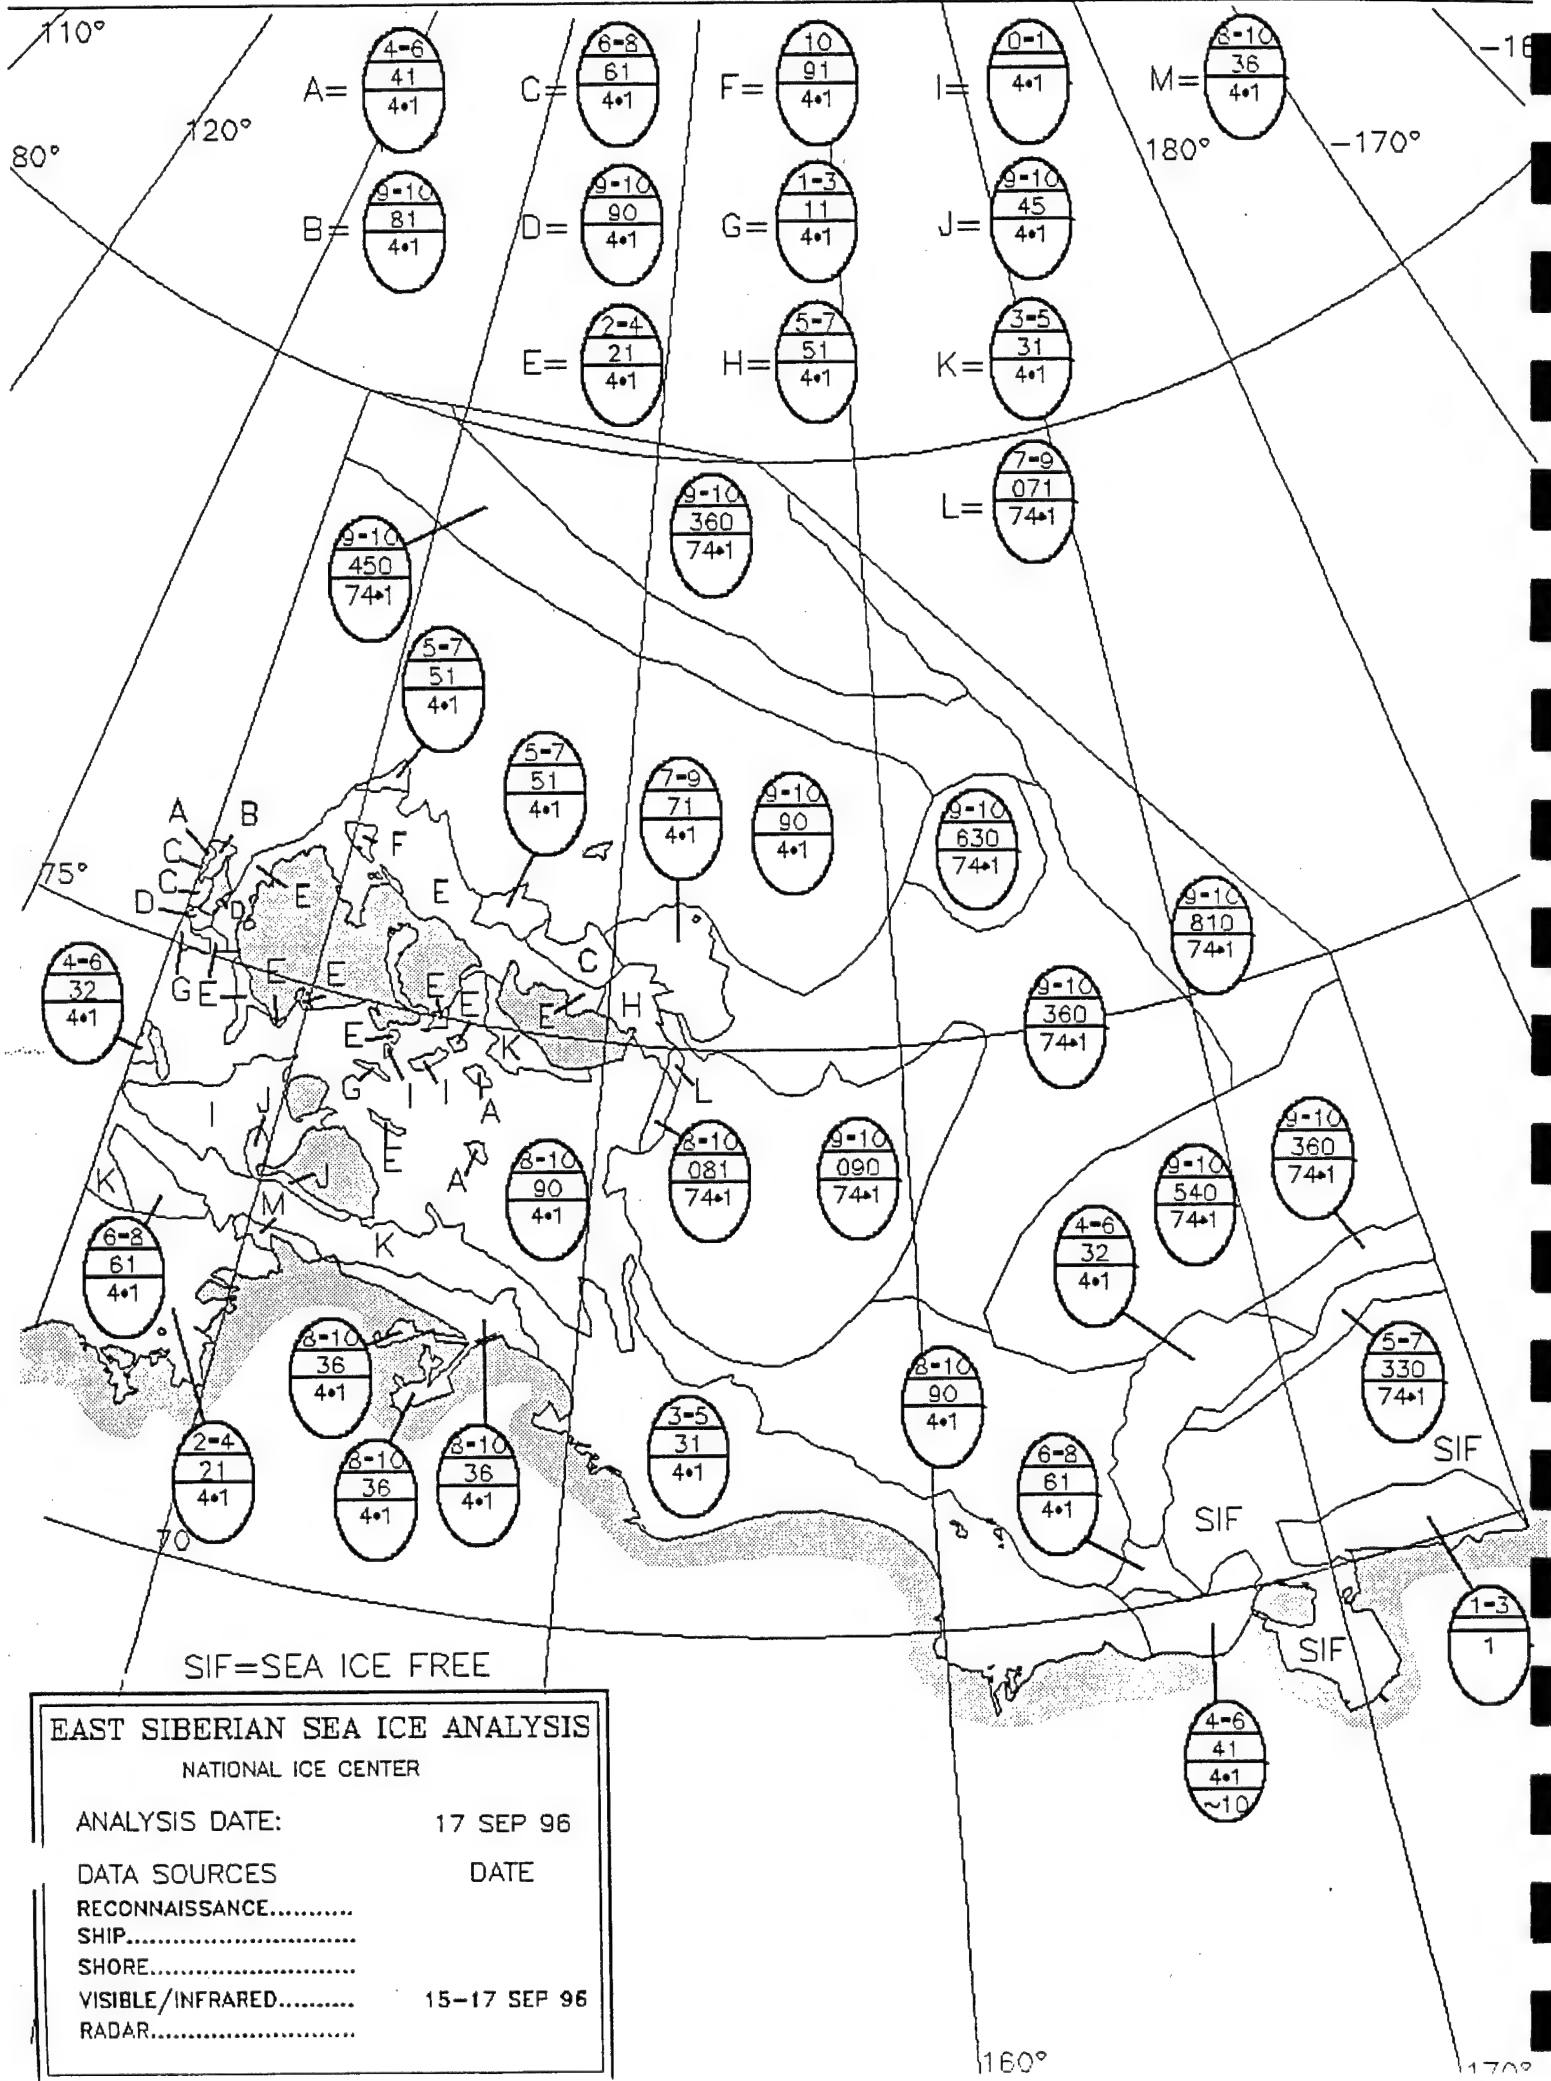 110°
120°
80°
180°
-170°
A=
4-6
41
4•1
C=
6-8
61
4•1
F=
10
91
4•1
I=
0-1
4•1
M=
8-10
36
4•1
B=
9-10
81
4•1
D=
9-10
90
4•1
G=
1-3
11
4•1
J=
9-10
45
4•1
E=
2-4
21
4•1
H=
5-7
51
4•1
K=
3-5
31
4•1
L=
7-9
071
74•1
9-10
360
74•1
9-10
450
74•1
5-7
51
4•1
5-7
51
4•1
7-9
71
4•1
9-10
90
4•1
9-10
630
74•1
A
B
C
F
75°
C
E
E
D
D
9-10
810
74•1
4-6
32
4•1
C
G
E
E
E
E
E
E
H
9-10
360
74•1
E
K
G
I
I
A
L
I
J
E
A
8-10
90
4•1
8-10
081
74•1
9-10
090
74•1
9-10
540
74•1
9-10
360
74•1
K
J
M
K
6-8
61
4•1
4-6
32
4•1
8-10
36
4•1
5-7
330
74•1
8-10
90
4•1
2-4
21
4•1
8-10
36
4•1
8-10
36
4•1
3-5
31
4•1
SIF
6-8
61
4•1
SIF
70
1-3
1
SIF
SIF=SEA ICE FREE
4-6
41
4•1
~10
EAST SIBERIAN SEA ICE ANALYSIS
NATIONAL ICE CENTER
ANALYSIS DATE: 17 SEP 96
DATA SOURCES DATE
RECONNAISSANCE...........
SHIP.............................
SHORE..........................
VISIBLE/INFRARED.......... 15-17 SEP 96
RADAR..........................
160°
170°